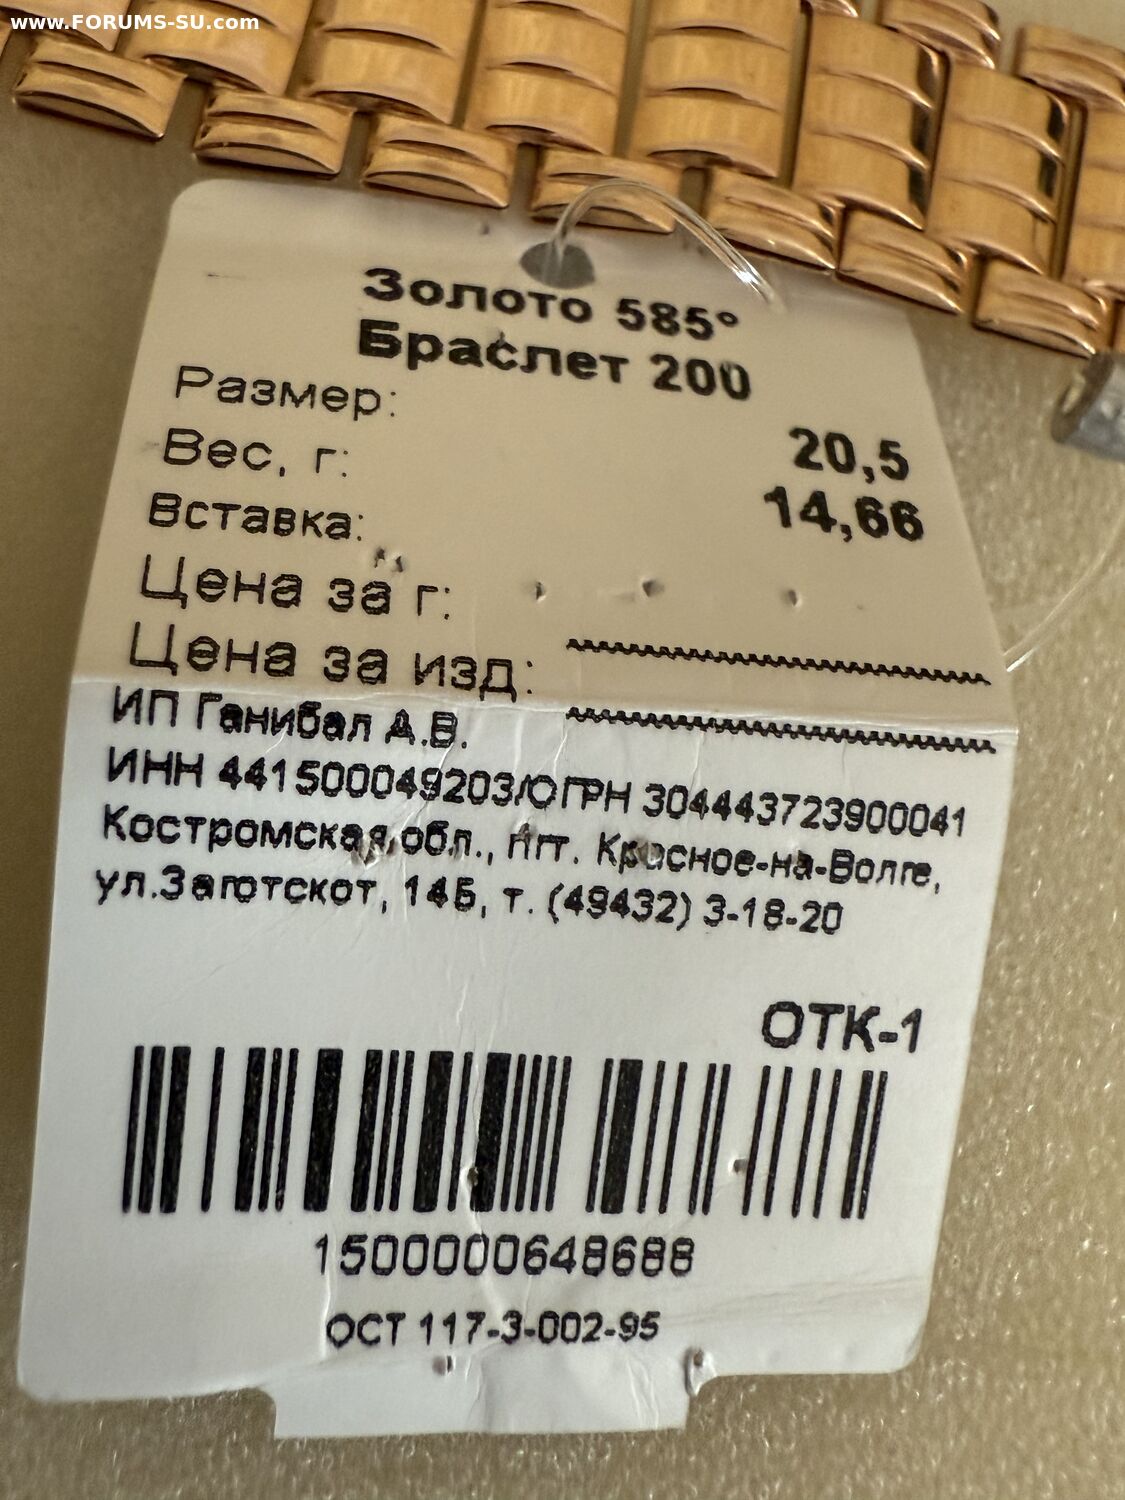 www.FORUMS-SU.com
Золото 585°
Браслет 200
Размер: 20,5
Вес, г: 14,66
Вставка:
Цена за г:
Цена за изд:
ИП Ганибал А.В.
ИНН 441500049203/ОГРН 304443723900041
Костромская обл., пгт. Красное-на-Волге,
ул.Заготскот, 14Б, т. (49432) 3-18-20
ОТК-1
1500000648688
ОСТ 117-3-002-95